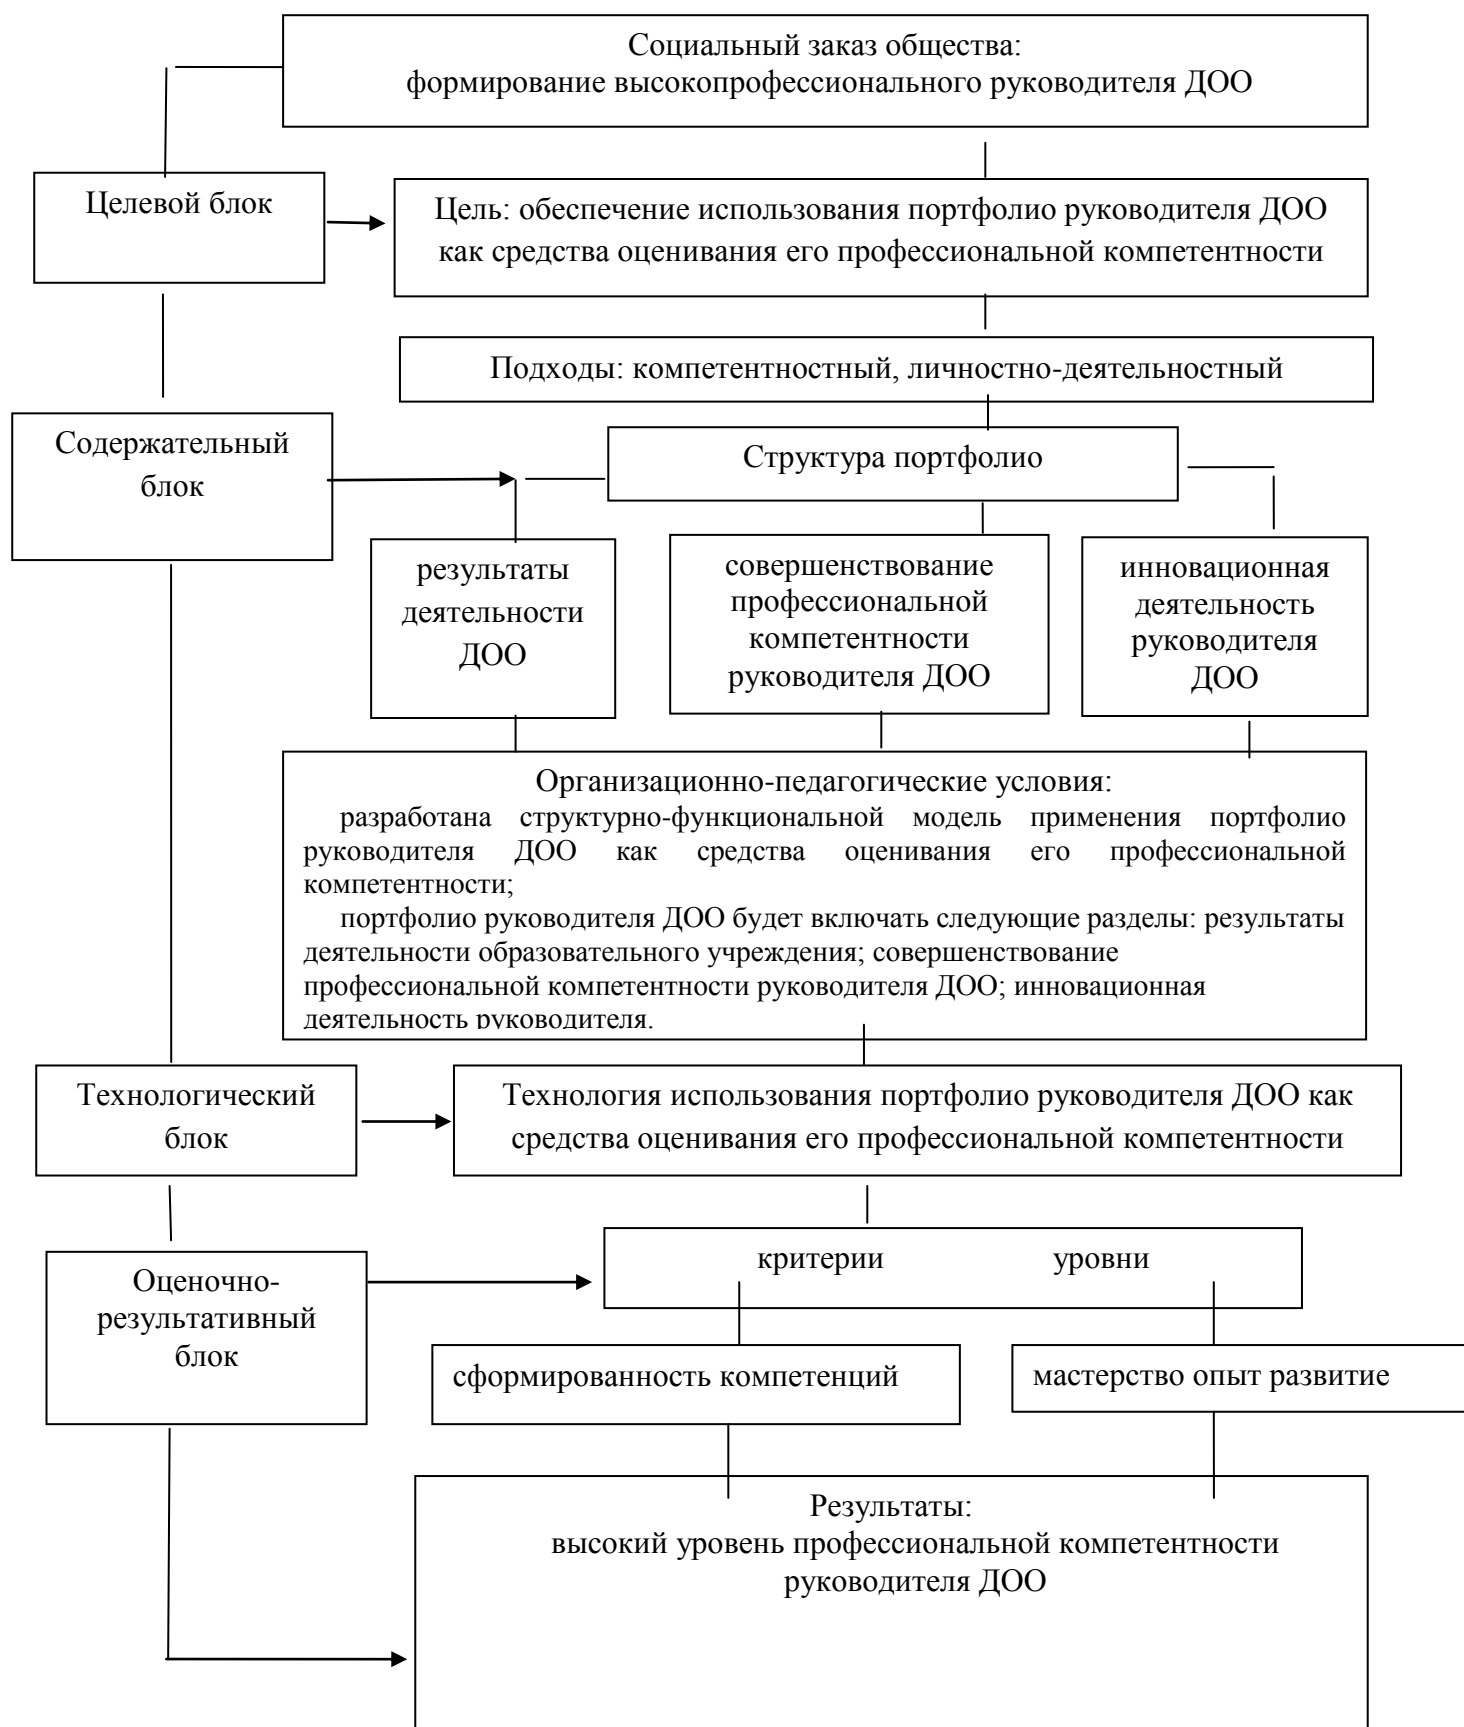 Социальный заказ общества:
формирование высокопрофессионального руководителя ДОО
Целевой блок
Цель: обеспечение использования портфолио руководителя ДОО
как средства оценивания его профессиональной компетентности
Подходы: компетентностный, личностно-деятельностный
Содержательный
блок
Структура портфолио
результаты
деятельности
ДОО
совершенствование
профессиональной
компетентности
руководителя ДОО
инновационная
деятельность
руководителя
ДОО
Организационно-педагогические условия:
разработана структурно-функциональной модель применения портфолио
руководителя ДОО как средства оценивания его профессиональной
компетентности;
портфолио руководителя ДОО будет включать следующие разделы: результаты
деятельности образовательного учреждения; совершенствование
профессиональной компетентности руководителя ДОО; инновационная
деятельность руководителя.
Технологический
блок
Технология использования портфолио руководителя ДОО как
средства оценивания его профессиональной компетентности
Оценочно-
результативный
блок
критерии уровни
сформированность компетенций
мастерство опыт развитие
Результаты:
высокий уровень профессиональной компетентности
руководителя ДОО